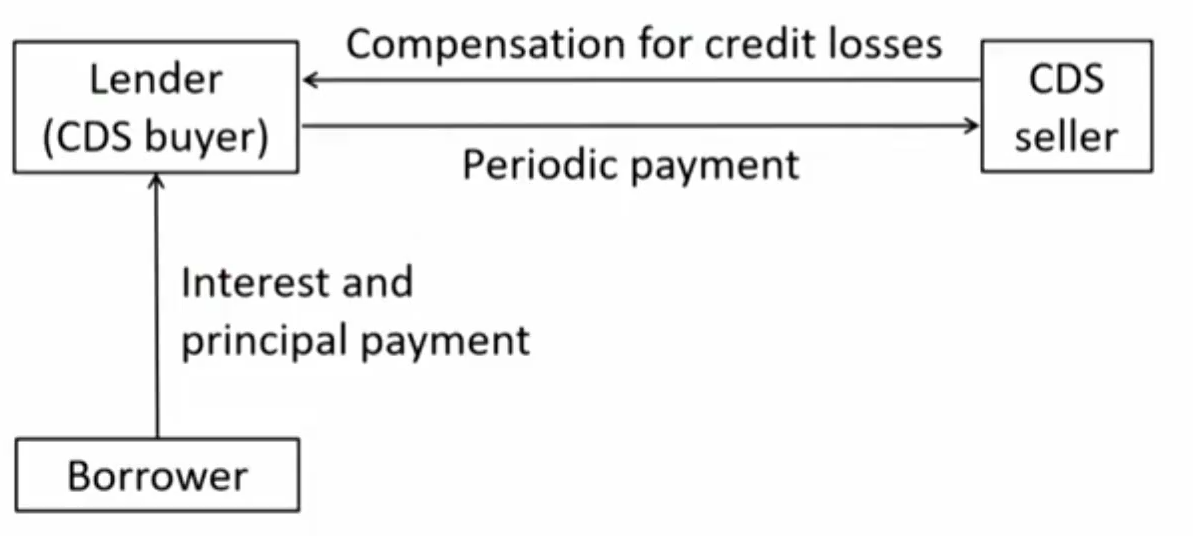 Lender
(CDS buyer)
Compensation for credit losses
Periodic payment
CDS
seller
Interest and
principal payment
Borrower